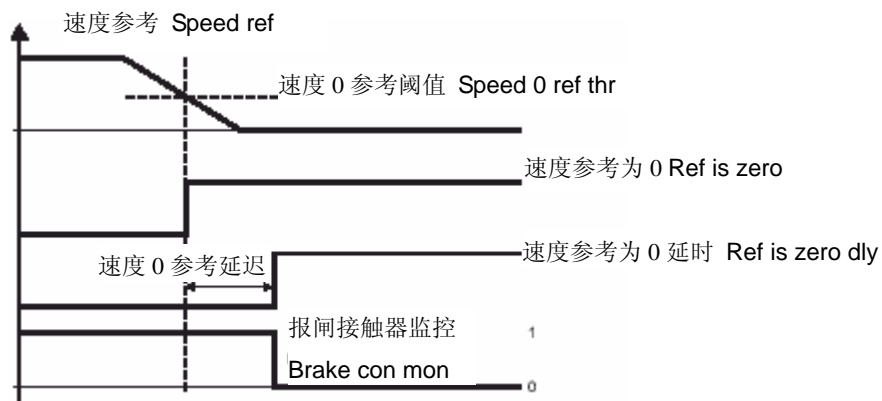 速度参考 Speed ref
速度 0 参考阈值 Speed 0 ref thr
速度参考为 0 Ref is zero
速度参考为 0 延时 Ref is zero dly
速度 0 参考延迟
报闸接触器监控
1
Brake con mon
0